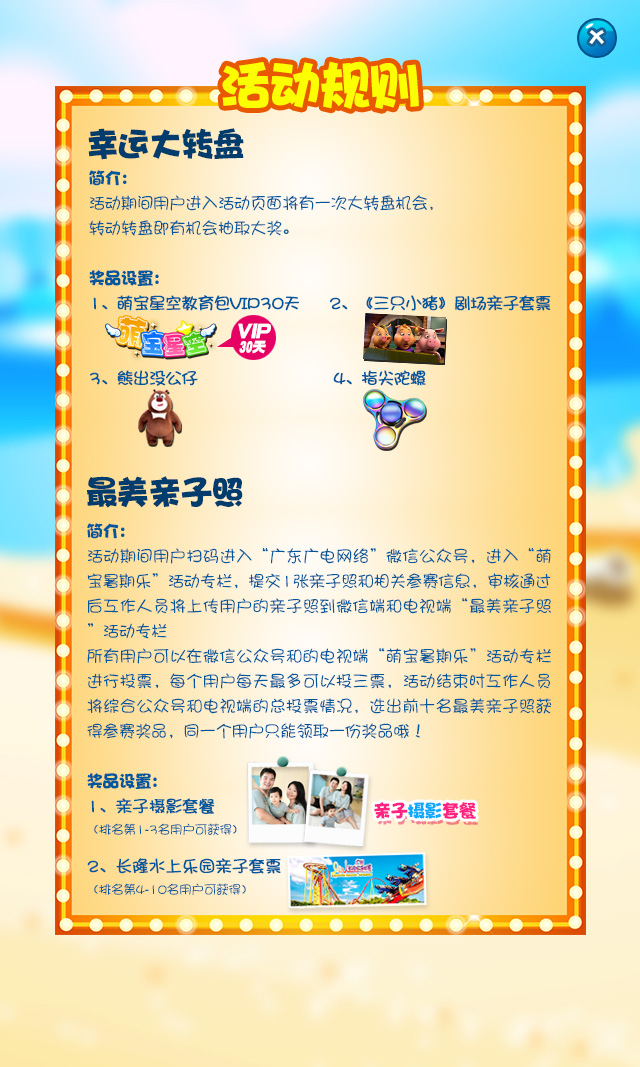 活动规则
幸运大转盘
简介：
活动期间用户进入活动页面将有一次大转盘机会，
转动转盘即有机会抽取大奖。
奖品设置：
1、萌宝星空教育包VIP30天
2、《三只小猪》剧场亲子套票
萌宝星空
VIP
30天
3、熊出没公仔
4、指尖陀螺
最美亲子照
简介：
活动期间用户扫码进入“广东广电网络”微信公众号，进入“萌
宝暑期乐”活动专栏，提交1张亲子照和相关参赛信息，审核通过
后工作人员将上传用户的亲子照到微信端和电视端“最美亲子照
”活动专栏
所有用户可以在微信公众号和的电视端“萌宝暑期乐”活动专栏
进行投票，每个用户每天最多可以投三票，活动结束时工作人员
将综合公众号和电视端的总投票情况，选出前十名最美亲子照获
得参赛奖品，同一个用户只能领取一份奖品哦！
奖品设置：
1、亲子摄影套餐
（排名第1-3名用户可获得）
亲子摄影套餐
2、长隆水上乐园亲子套票
（排名第4-10名用户可获得）